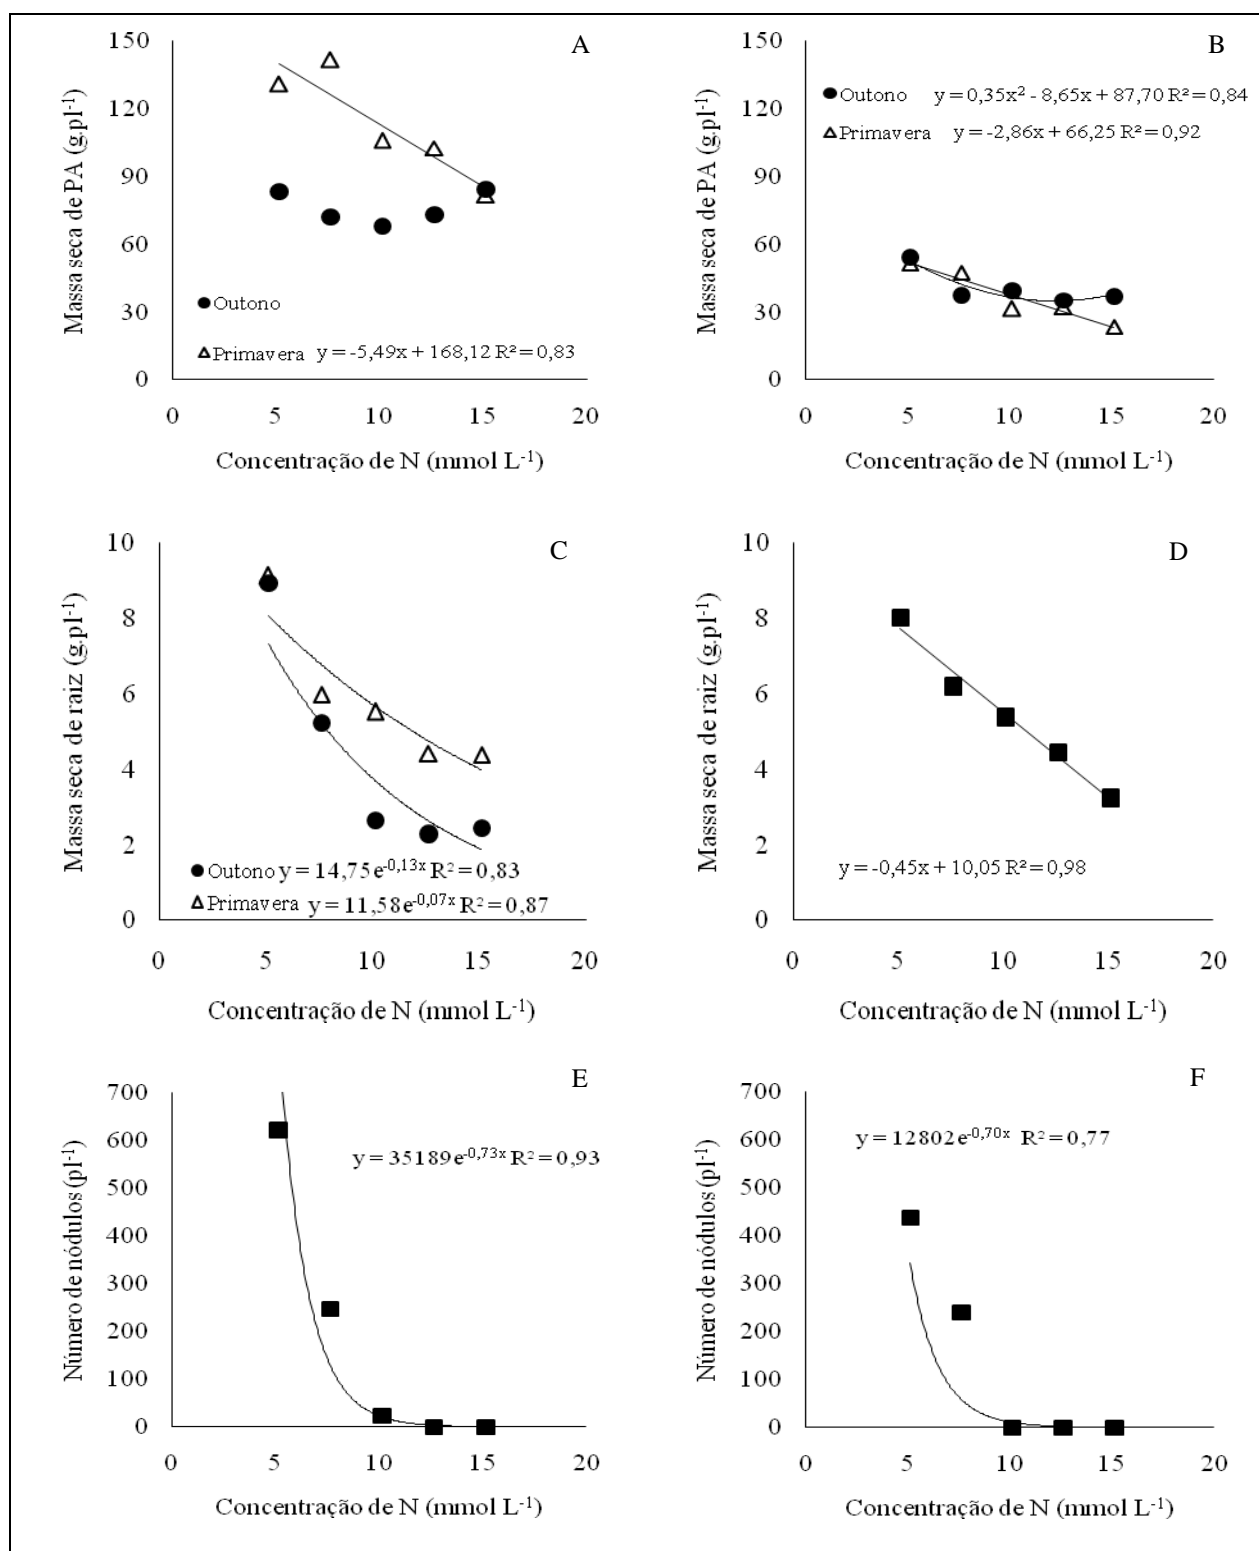 A
Massa seca de PA (g.pl-1)
150
120
90
60
30
0
Outono
Primavera y = -5,49x + 168,12 R² = 0,83
0 5 10 15 20
Concentração de N (mmol L-1)
B
Massa seca de PA (g.pl-1)
150
120
90
60
30
0
Outono y = 0,35x² - 8,65x + 87,70 R² = 0,84
Primavera y = -2,86x + 66,25 R² = 0,92
0 5 10 15 20
Concentração de N (mmol L-1)
C
Massa seca de raiz (g.pl-1)
10
8
6
4
2
0
Outono y = 14,75e-0,13x R² = 0,83
Primavera y = 11,58e-0,07x R² = 0,87
0 5 10 15 20
Concentração de N (mmol L-1)
D
Massa seca de raiz (g.pl-1)
10
8
6
4
2
0
y = -0,45x + 10,05 R² = 0,98
0 5 10 15 20
Concentração de N (mmol L-1)
E
Número de nódulos (pl-1)
700
600
500
400
300
200
100
0
y = 35189e-0,73x R² = 0,93
0 5 10 15 20
Concentração de N (mmol L-1)
F
Número de nódulos (pl-1)
700
600
500
400
300
200
100
0
y = 12802e-0,70x R² = 0,77
0 5 10 15 20
Concentração de N (mmol L-1)